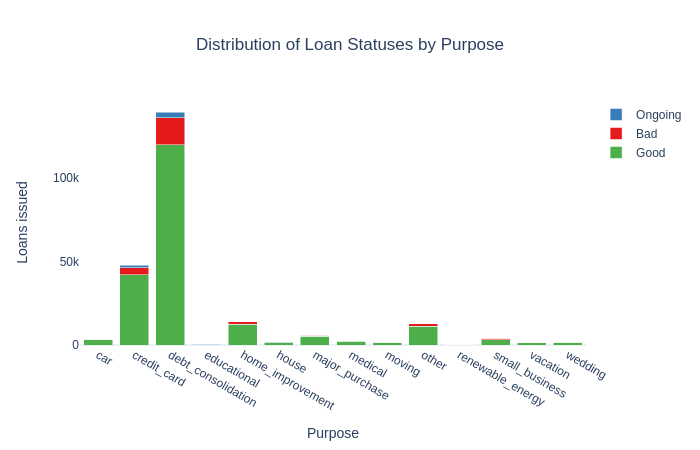 Distribution of Loan Statuses by Purpose
Ongoing
Bad
Good
Loans issued
100k
50k
0
car
credit_card
debt_consolidation
educational
home_improvement
house
major_purchase
medical
moving
other
renewable_energy
small_business
vacation
wedding
Purpose